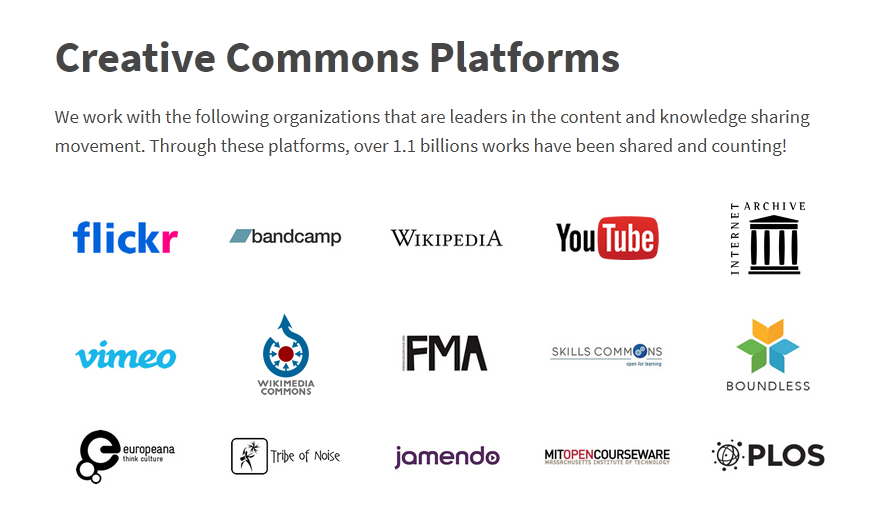 Creative Commons Platforms
We work with the following organizations that are leaders in the content and knowledge sharing
movement. Through these platforms, over 1.1 billions works have been shared and counting!
flickr
bandcamp
WIKIPEDIA
YouTube
INTERNET ARCHIVE
vimeo
WIKIMEDIA
COMMONS
FMA
SKILLS COMMONS
open for learning
BOUNDLESS
europeana
think culture
Tribe of Noise
jamendo
MITOPENCOURSEWARE
MASSACHUSETTS INSTITUTE OF TECHNOLOGY
PLOS